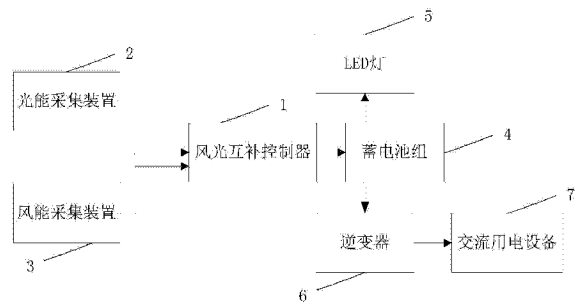 5
2
LED灯
光能采集装置
1
风光互补控制器
蓄电池组
4
风能采集装置
7
逆变器
交流用电设备
3
6